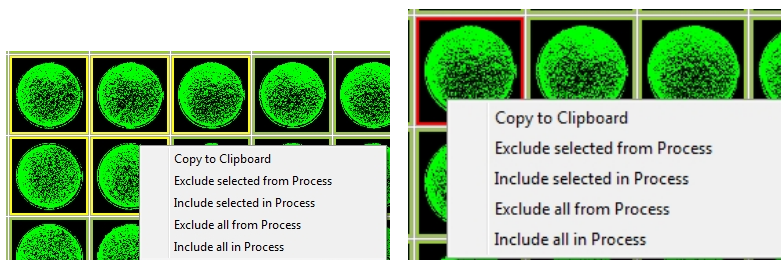 Copy to Clipboard
Exclude selected from Process
Include selected in Process
Exclude all from Process
Include all in Process
Copy to Clipboard
Exclude selected from Process
Include selected in Process
Exclude all from Process
Include all in Process